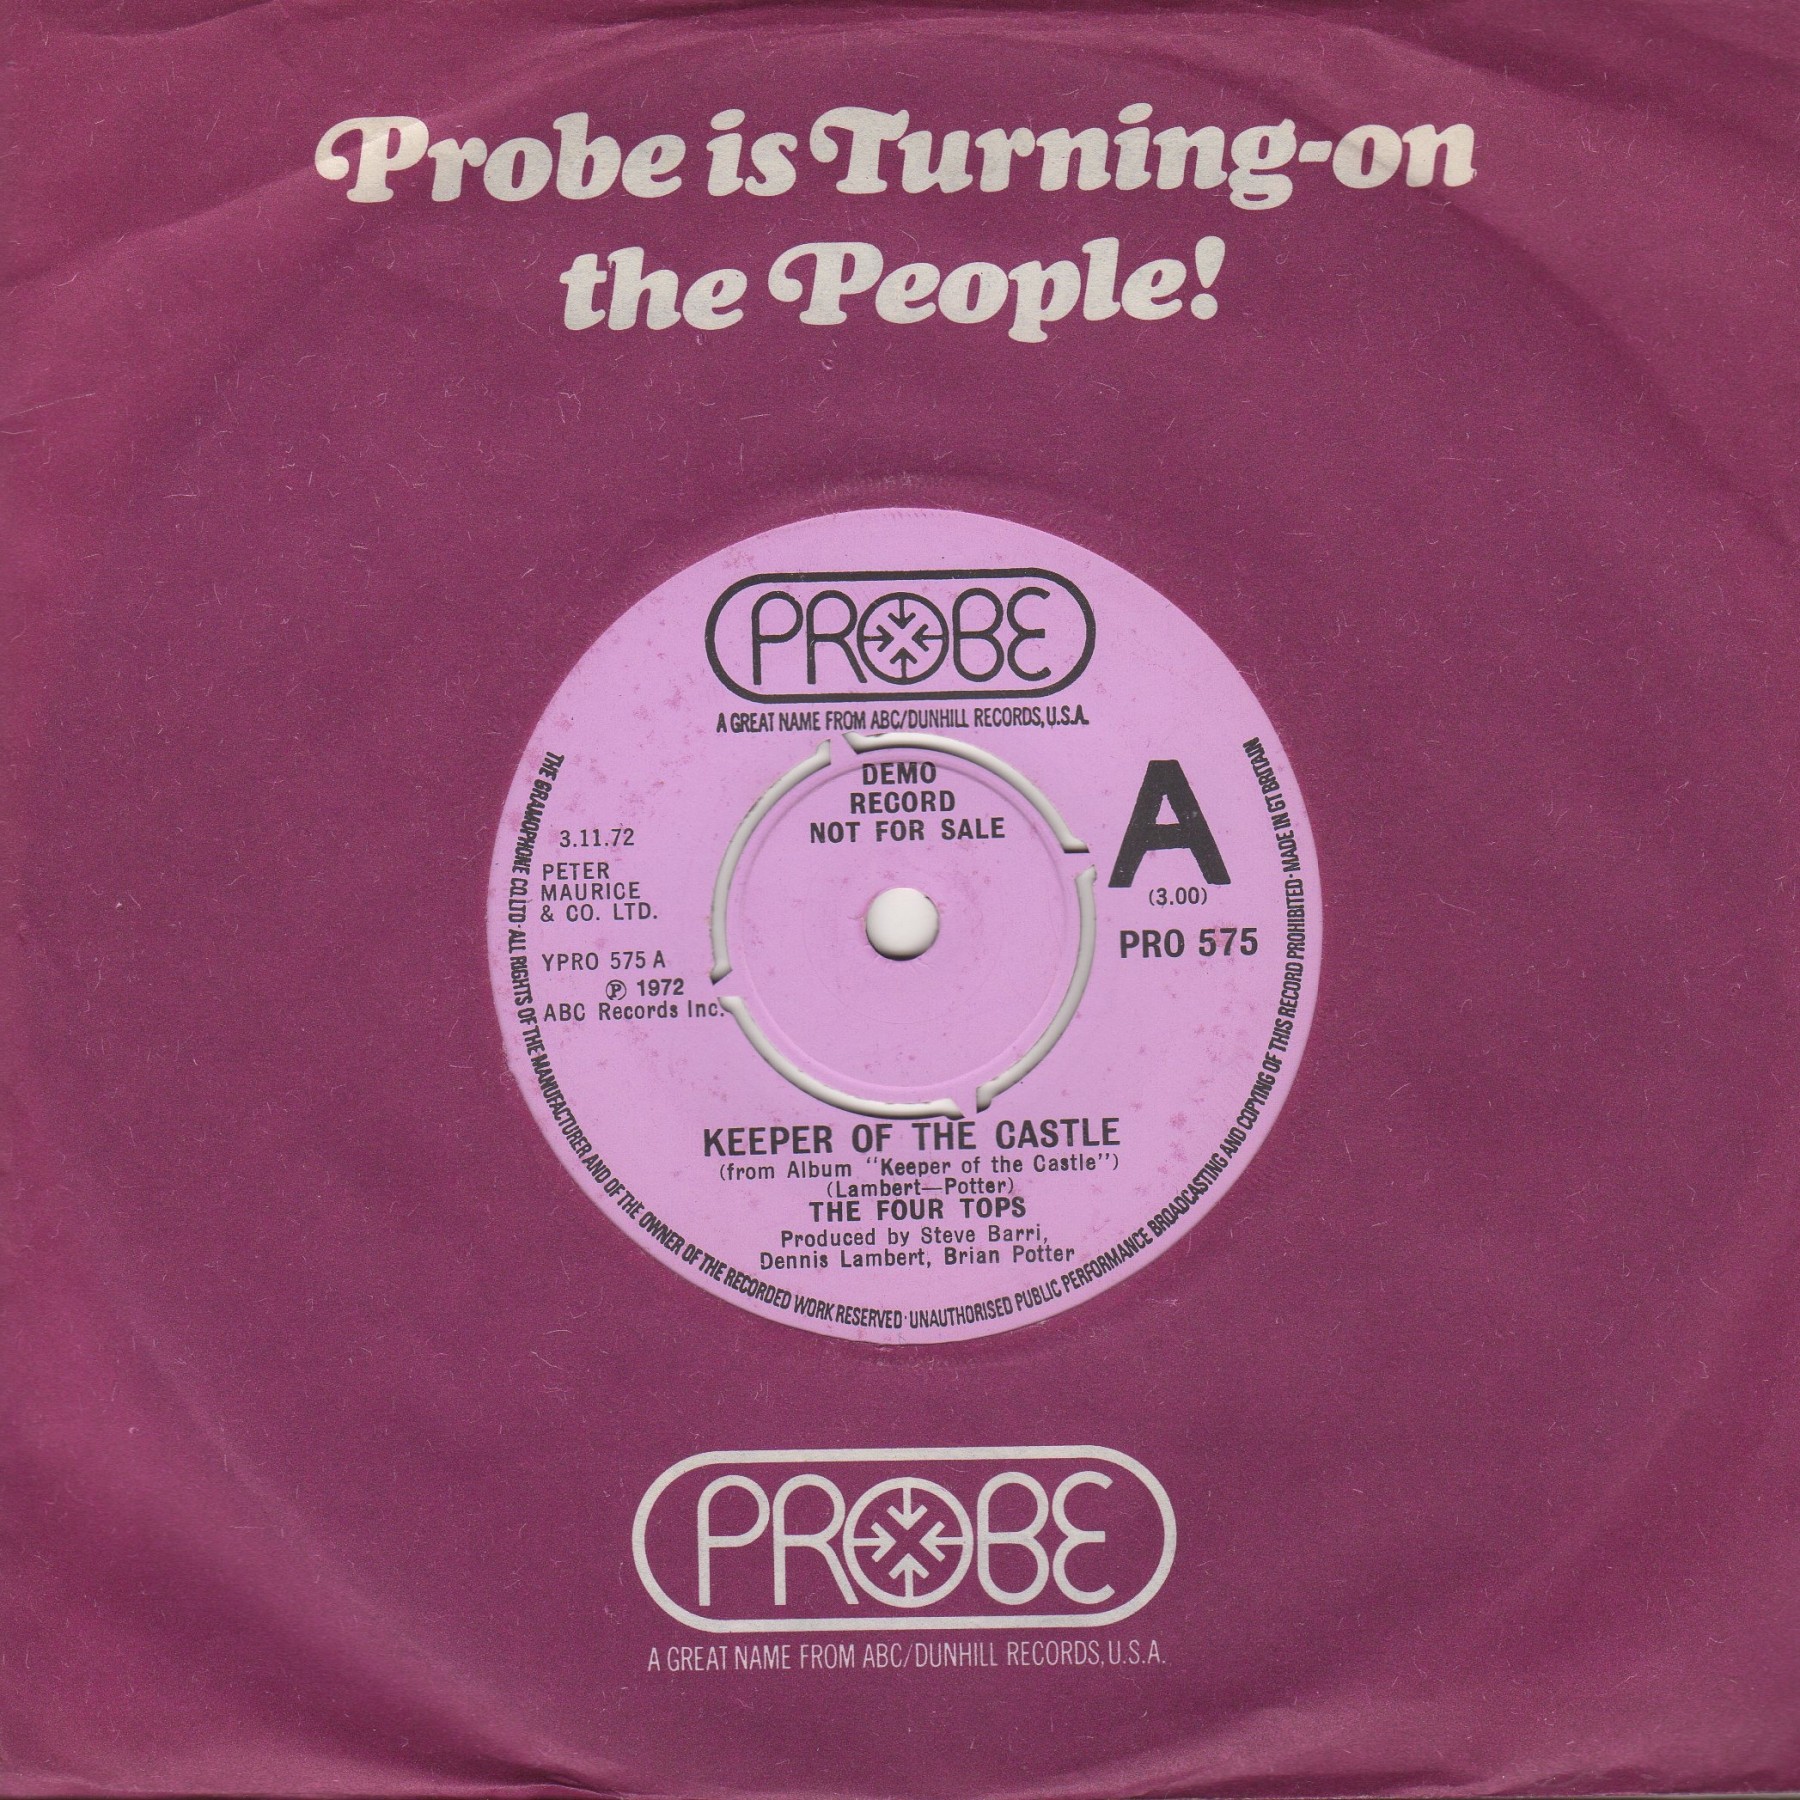 Probe is Turning-on
the People!
PROBE
A GREAT NAME FROM ABC/DUNHILL RECORDS, U.S.A.
DEMO
RECORD
NOT FOR SALE
3.11.72
PETER
MAURICE
& CO. LTD.
YPRO 575 A
℗ 1972
ABC Records Inc.
A
(3.00)
PRO 575
KEEPER OF THE CASTLE
(from Album "Keeper of the Castle")
(Lambert—Potter)
THE FOUR TOPS
Produced by Steve Barri,
Dennis Lambert, Brian Potter
THE GRAMOPHONE CO. LTD · ALL RIGHTS OF THE MANUFACTURER AND OF THE OWNER OF THE RECORDED WORK RESERVED · UNAUTHORISED PUBLIC PERFORMANCE BROADCASTING AND COPYING OF THIS RECORD PROHIBITED · MADE IN GT BRITAIN
PROBE
A GREAT NAME FROM ABC/DUNHILL RECORDS, U.S.A.